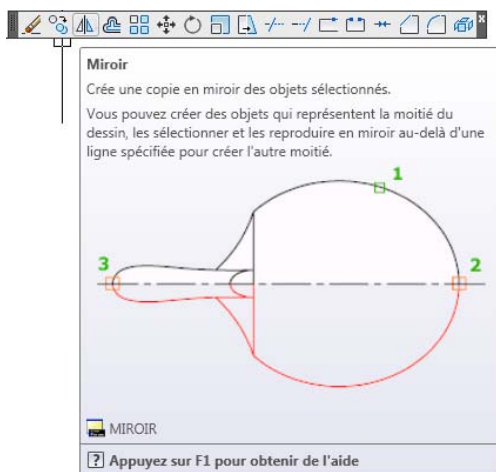 Miroir
Crée une copie en miroir des objets sélectionnés.
Vous pouvez créer des objets qui représentent la moitié du
dessin, les sélectionner et les reproduire en miroir au-delà d'une
ligne spécifiée pour créer l'autre moitié.
1
3
2
MIROIR
? Appuyez sur F1 pour obtenir de l'aide